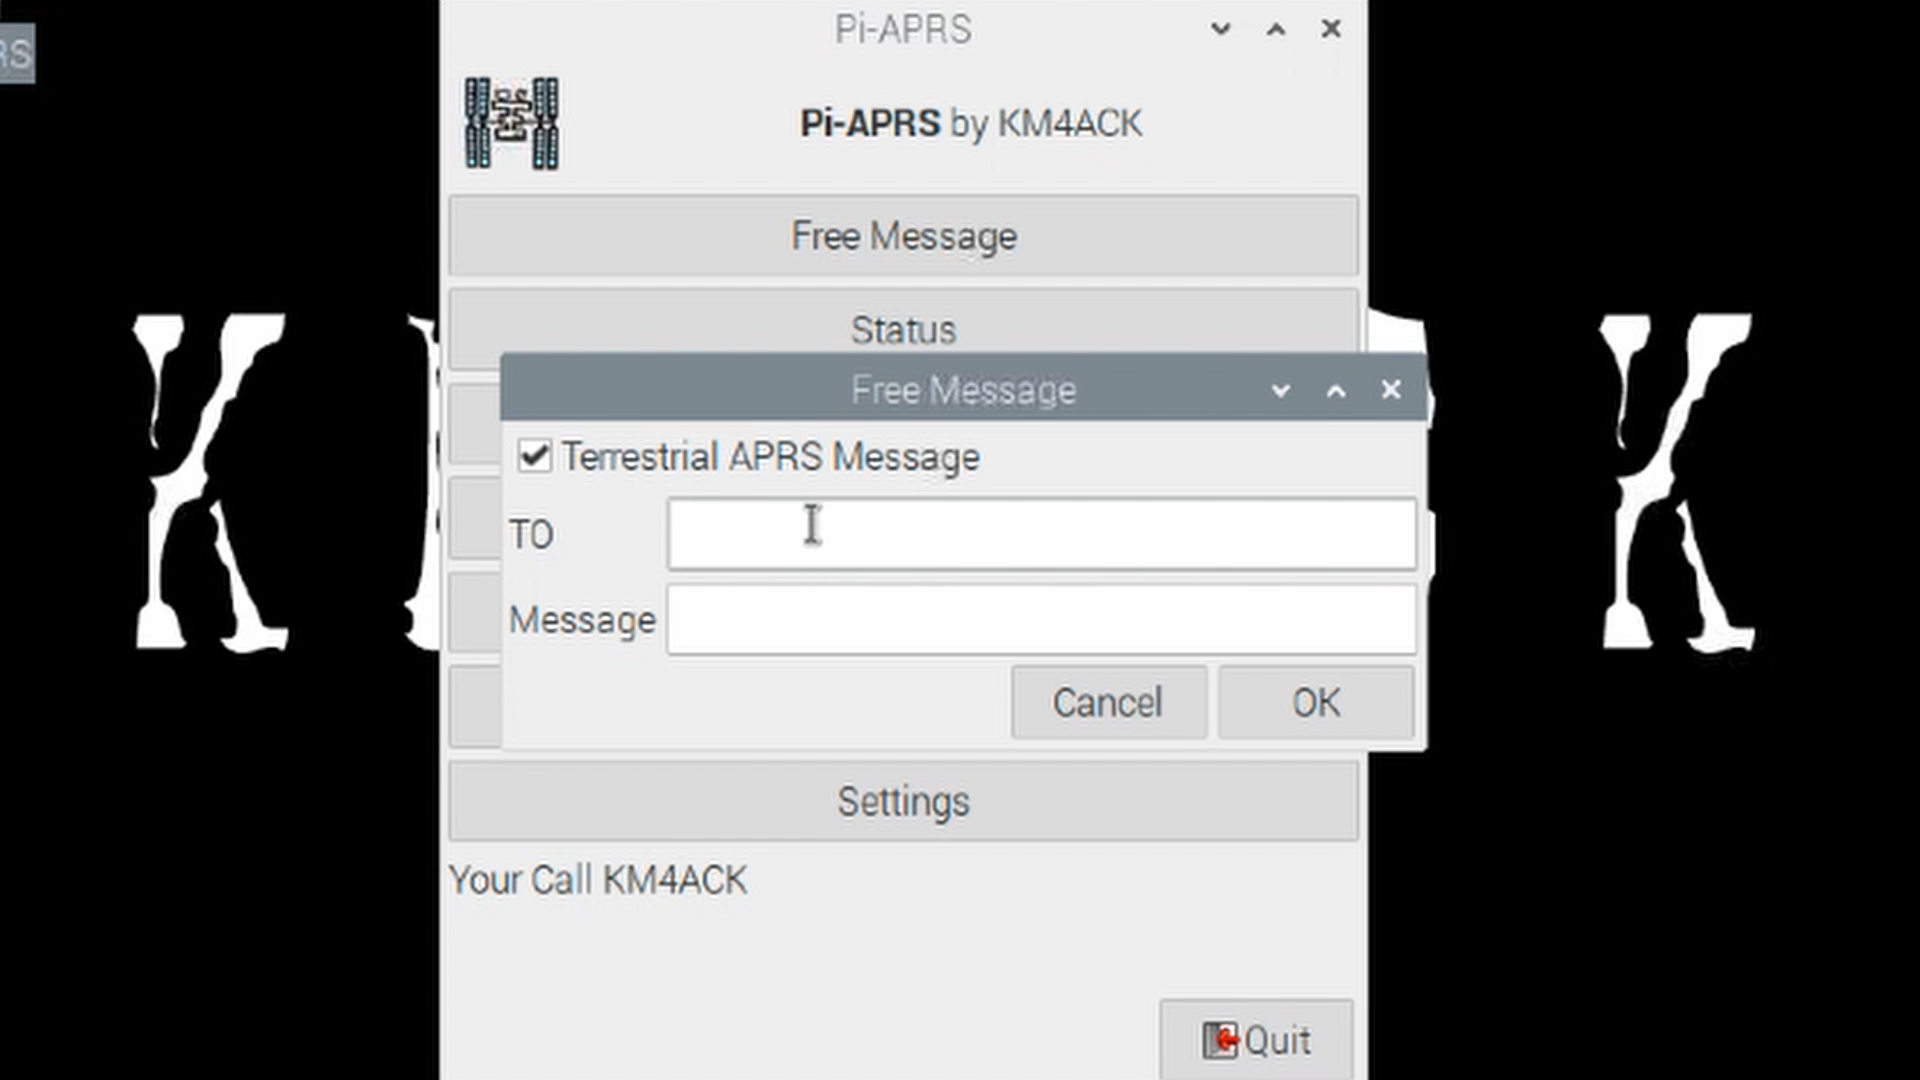 RS
Pi-APRS
Pi-APRS by KM4ACK
Free Message
Status
Free Message
Terrestrial APRS Message
TO
Message
Cancel
OK
Settings
Your Call KM4ACK
Quit
K
K